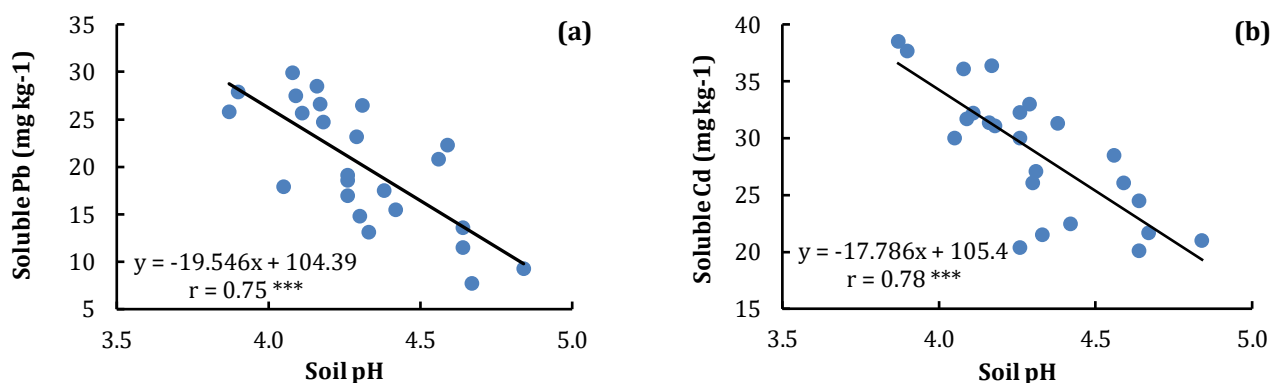 (a)
35
30
25
20
15
10
5
Soluble Pb (mg kg-1)
y = -19.546x + 104.39
r = 0.75 ***
3.5 4.0 4.5 5.0
Soil pH
(b)
40
35
30
25
20
15
Soluble Cd (mg kg-1)
y = -17.786x + 105.4
r = 0.78 ***
3.5 4.0 4.5 5.0
Soil pH